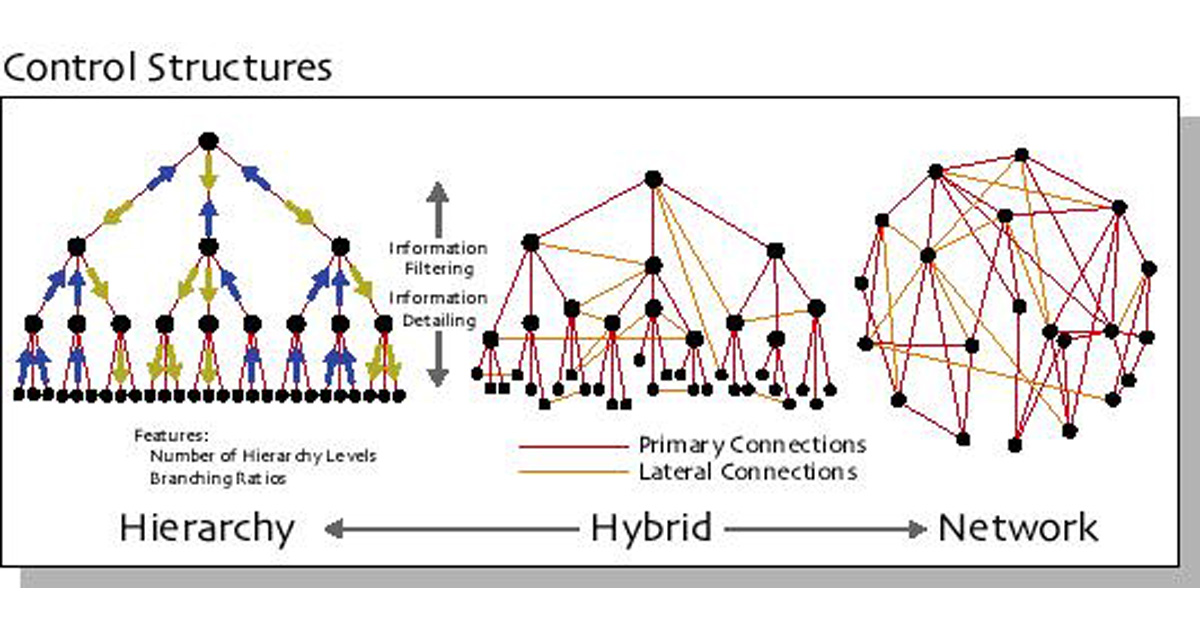 Control Structures
Information
Filtering
Information
Detailing
Features:
Number of Hierarchy Levels
Branching Ratios
Primary Connections
Lateral Connections
Hierarchy
Hybrid
Network